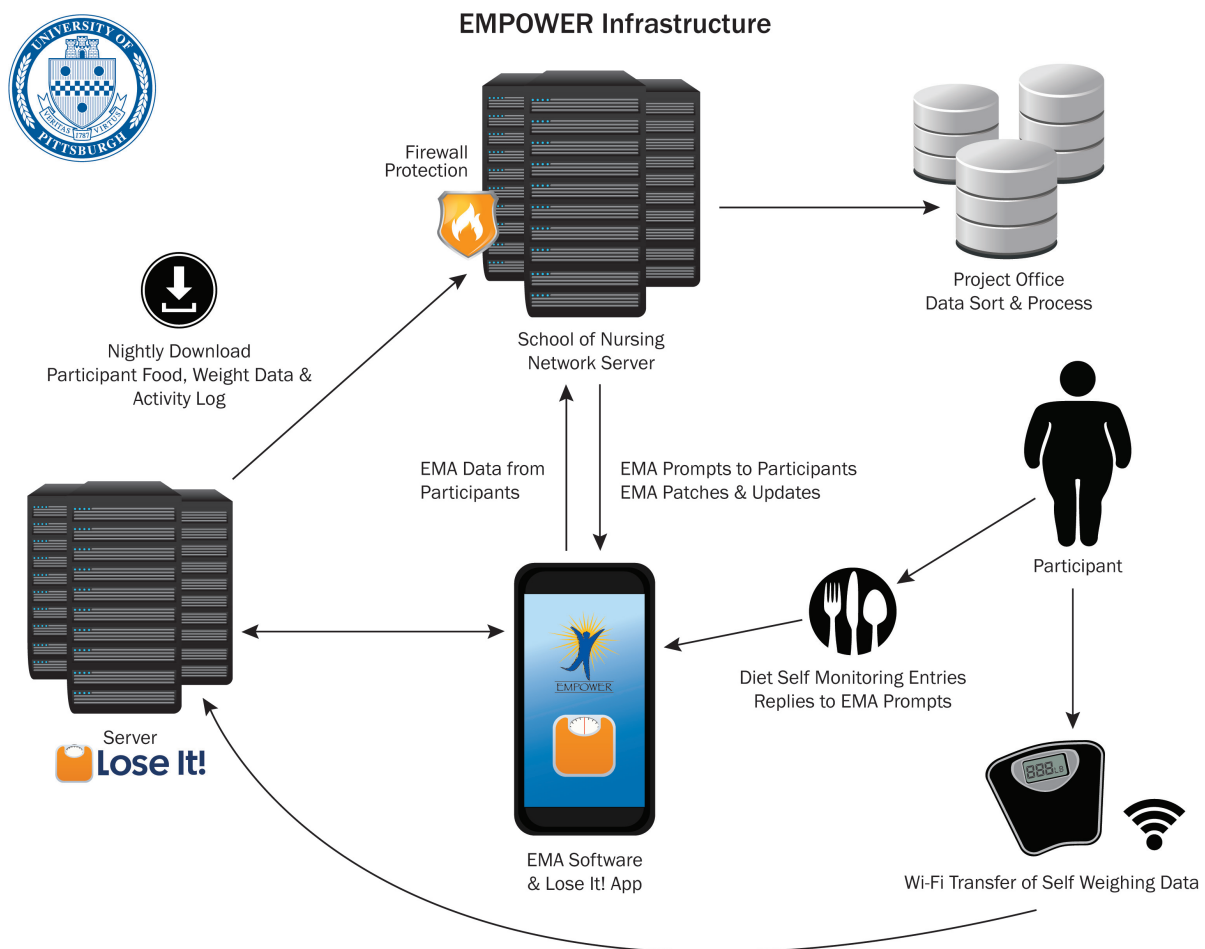 EMPOWER Infrastructure
UNIVERSITY OF
PITTSBURGH
VERITAS 1787 VIRTUS
Firewall
Protection
School of Nursing
Network Server
Project Office
Data Sort & Process
Nightly Download
Participant Food, Weight Data &
Activity Log
EMA Data from
Participants
EMA Prompts to Participants
EMA Patches & Updates
Participant
Server
Lose It!
EMPOWER
EMA Software
& Lose It! App
Diet Self Monitoring Entries
Replies to EMA Prompts
888 LB
Wi-Fi Transfer of Self Weighing Data